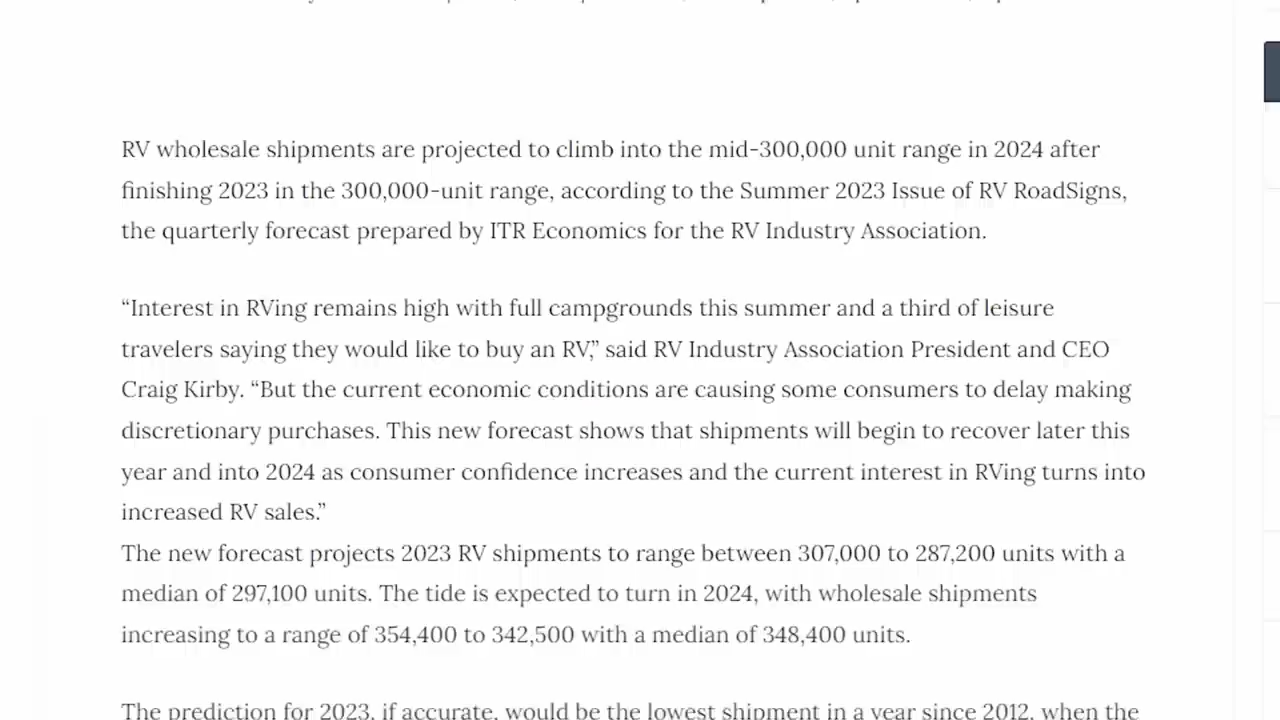 RV wholesale shipments are projected to climb into the mid-300,000 unit range in 2024 after
finishing 2023 in the 300,000-unit range, according to the Summer 2023 Issue of RV RoadSigns,
the quarterly forecast prepared by ITR Economics for the RV Industry Association.
“Interest in RVing remains high with full campgrounds this summer and a third of leisure
travelers saying they would like to buy an RV,” said RV Industry Association President and CEO
Craig Kirby. “But the current economic conditions are causing some consumers to delay making
discretionary purchases. This new forecast shows that shipments will begin to recover later this
year and into 2024 as consumer confidence increases and the current interest in RVing turns into
increased RV sales.”
The new forecast projects 2023 RV shipments to range between 307,000 to 287,200 units with a
median of 297,100 units. The tide is expected to turn in 2024, with wholesale shipments
increasing to a range of 354,400 to 342,500 with a median of 348,400 units.
The prediction for 2023, if accurate, would be the lowest shipment in a year since 2012, when the